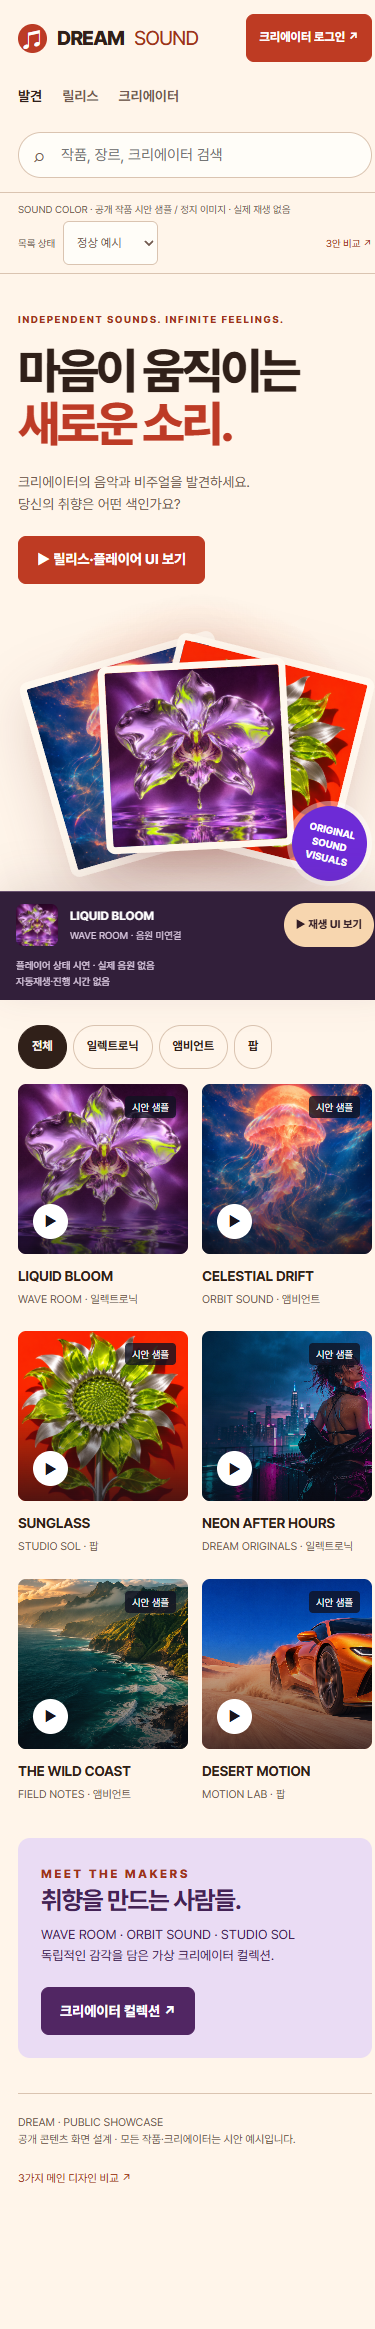 DREAM SOUND
크리에이터 로그인 ↗
발견 릴리스 크리에이터
작품, 장르, 크리에이터 검색
SOUND COLOR · 공개 작품 시안 샘플 / 정지 이미지 · 실제 재생 없음
목록 상태 정상 예시 3안 비교 ↗
INDEPENDENT SOUNDS. INFINITE FEELINGS.
마음이 움직이는
새로운 소리.
크리에이터의 음악과 비주얼을 발견하세요.
당신의 취향은 어떤 색인가요?
▶ 릴리스·플레이어 UI 보기
ORIGINAL
SOUND
VISUALS
LIQUID BLOOM
WAVE ROOM · 음원 미연결
▶ 재생 UI 보기
플레이어 상태 시연 · 실제 음원 없음
자동재생·진행 시간 없음
전체 일렉트로닉 앰비언트 팝
시안 샘플
LIQUID BLOOM
WAVE ROOM · 일렉트로닉
시안 샘플
CELESTIAL DRIFT
ORBIT SOUND · 앰비언트
시안 샘플
SUNGLASS
STUDIO SOL · 팝
시안 샘플
NEON AFTER HOURS
DREAM ORIGINALS · 일렉트로닉
시안 샘플
THE WILD COAST
FIELD NOTES · 앰비언트
시안 샘플
DESERT MOTION
MOTION LAB · 팝
MEET THE MAKERS
취향을 만드는 사람들.
WAVE ROOM · ORBIT SOUND · STUDIO SOL
독립적인 감각을 담은 가상 크리에이터 컬렉션.
크리에이터 컬렉션 ↗
DREAM · PUBLIC SHOWCASE
공개 콘텐츠 화면 설계 · 모든 작품·크리에이터는 시안 예시입니다.
3가지 메인 디자인 비교 ↗